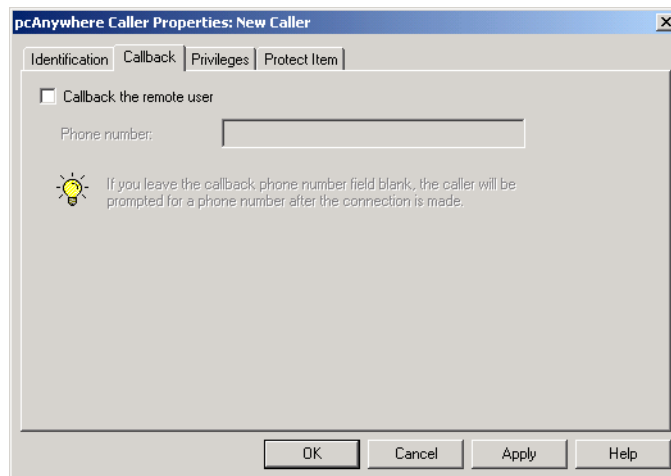 pcAnywhere Caller Properties: New Caller
Identification Callback Privileges Protect Item
Callback the remote user
Phone number:
If you leave the callback phone number field blank, the caller will be
prompted for a phone number after the connection is made.
OK Cancel Apply Help